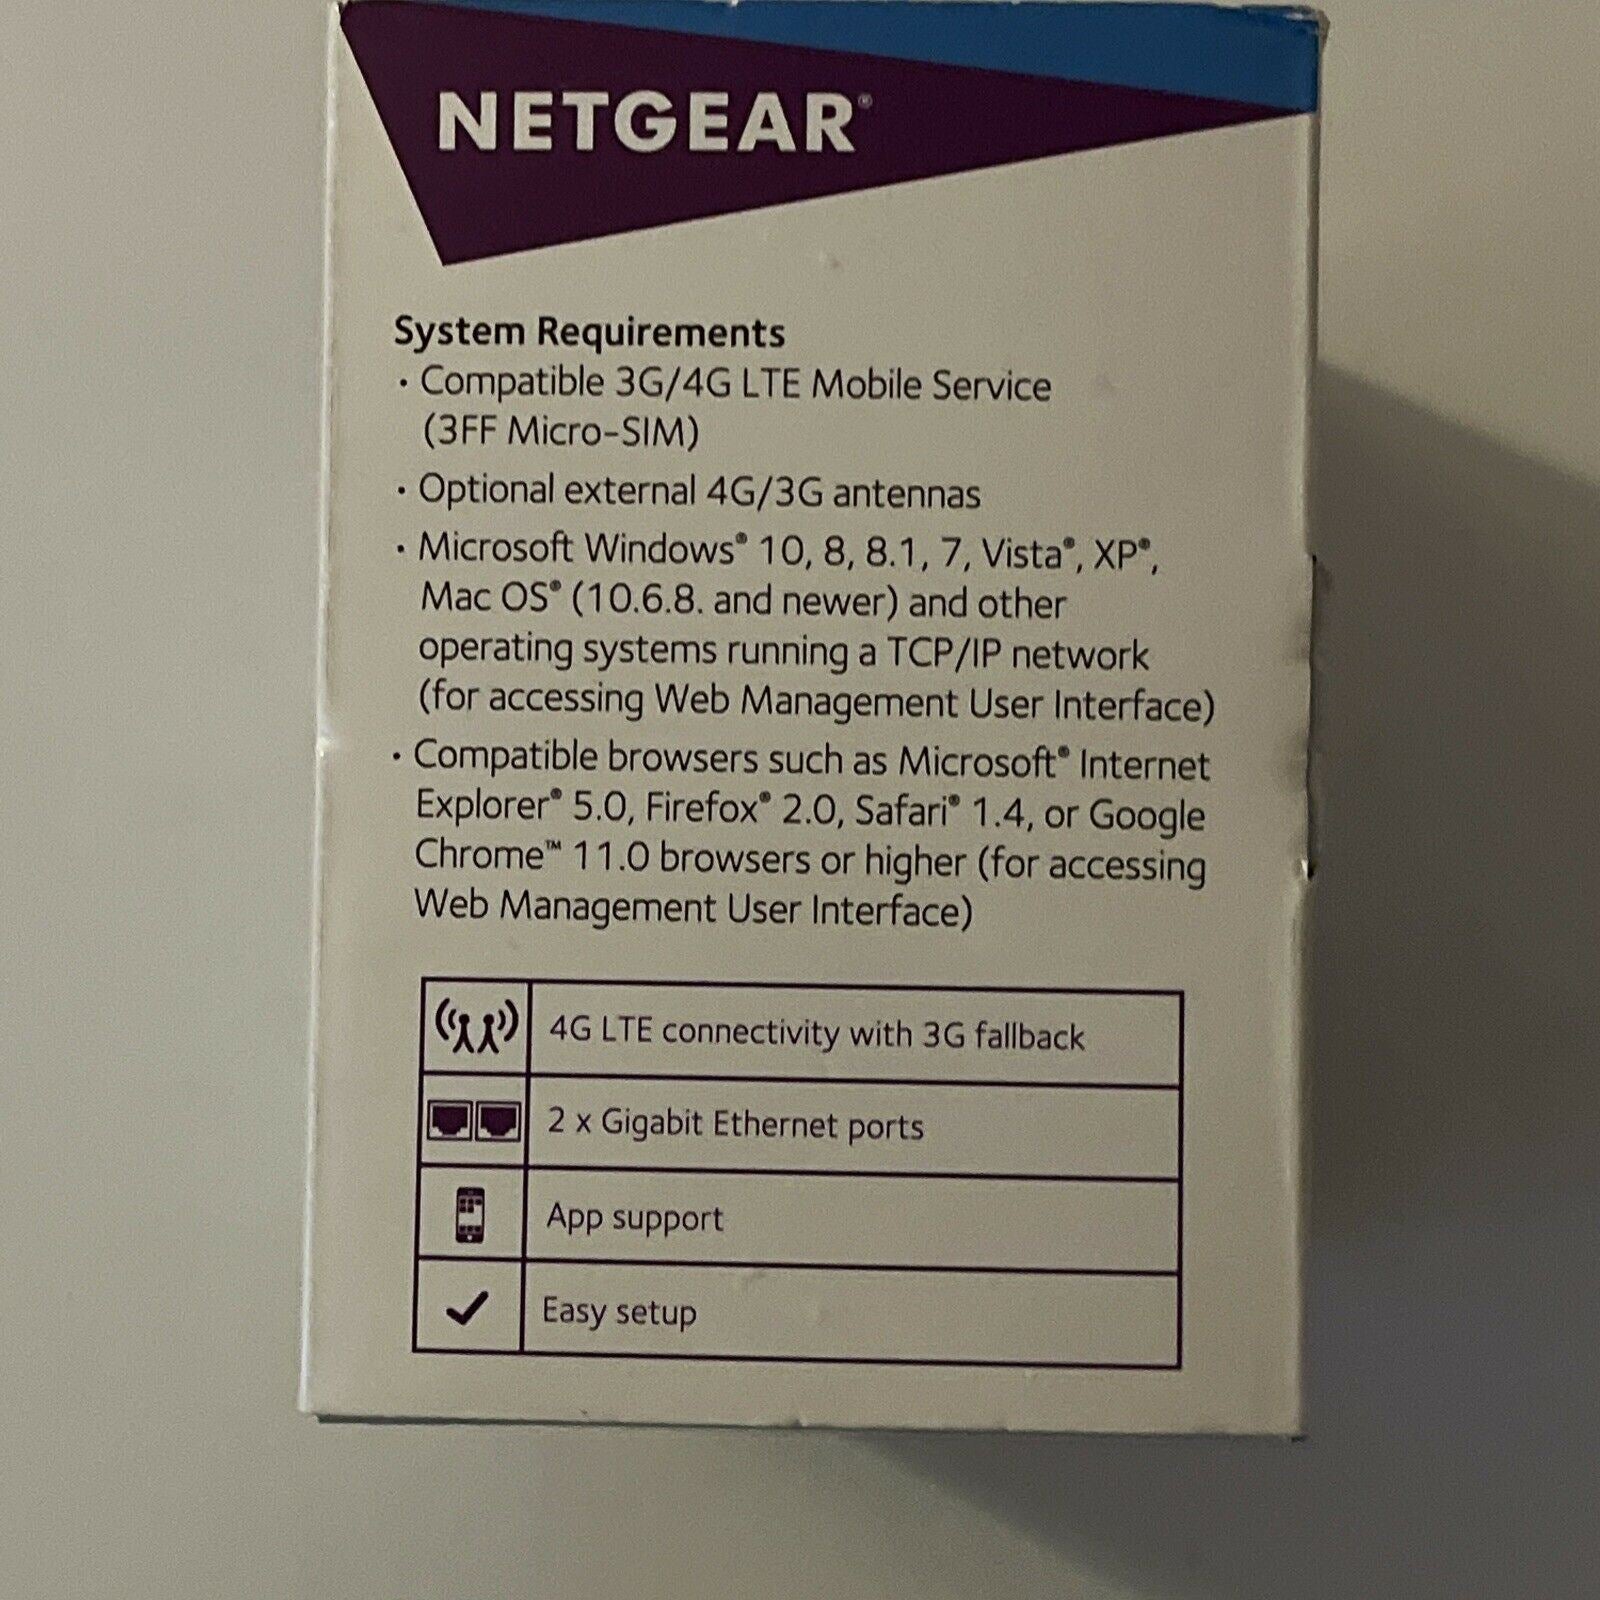 NETGEAR®
System Requirements
· Compatible 3G/4G LTE Mobile Service
(3FF Micro-SIM)
· Optional external 4G/3G antennas
· Microsoft Windows® 10, 8, 8.1, 7, Vista®, XP®,
Mac OS® (10.6.8. and newer) and other
operating systems running a TCP/IP network
(for accessing Web Management User Interface)
· Compatible browsers such as Microsoft® Internet
Explorer® 5.0, Firefox® 2.0, Safari® 1.4, or Google
Chrome™ 11.0 browsers or higher (for accessing
Web Management User Interface)
4G LTE connectivity with 3G fallback
2 x Gigabit Ethernet ports
App support
Easy setup